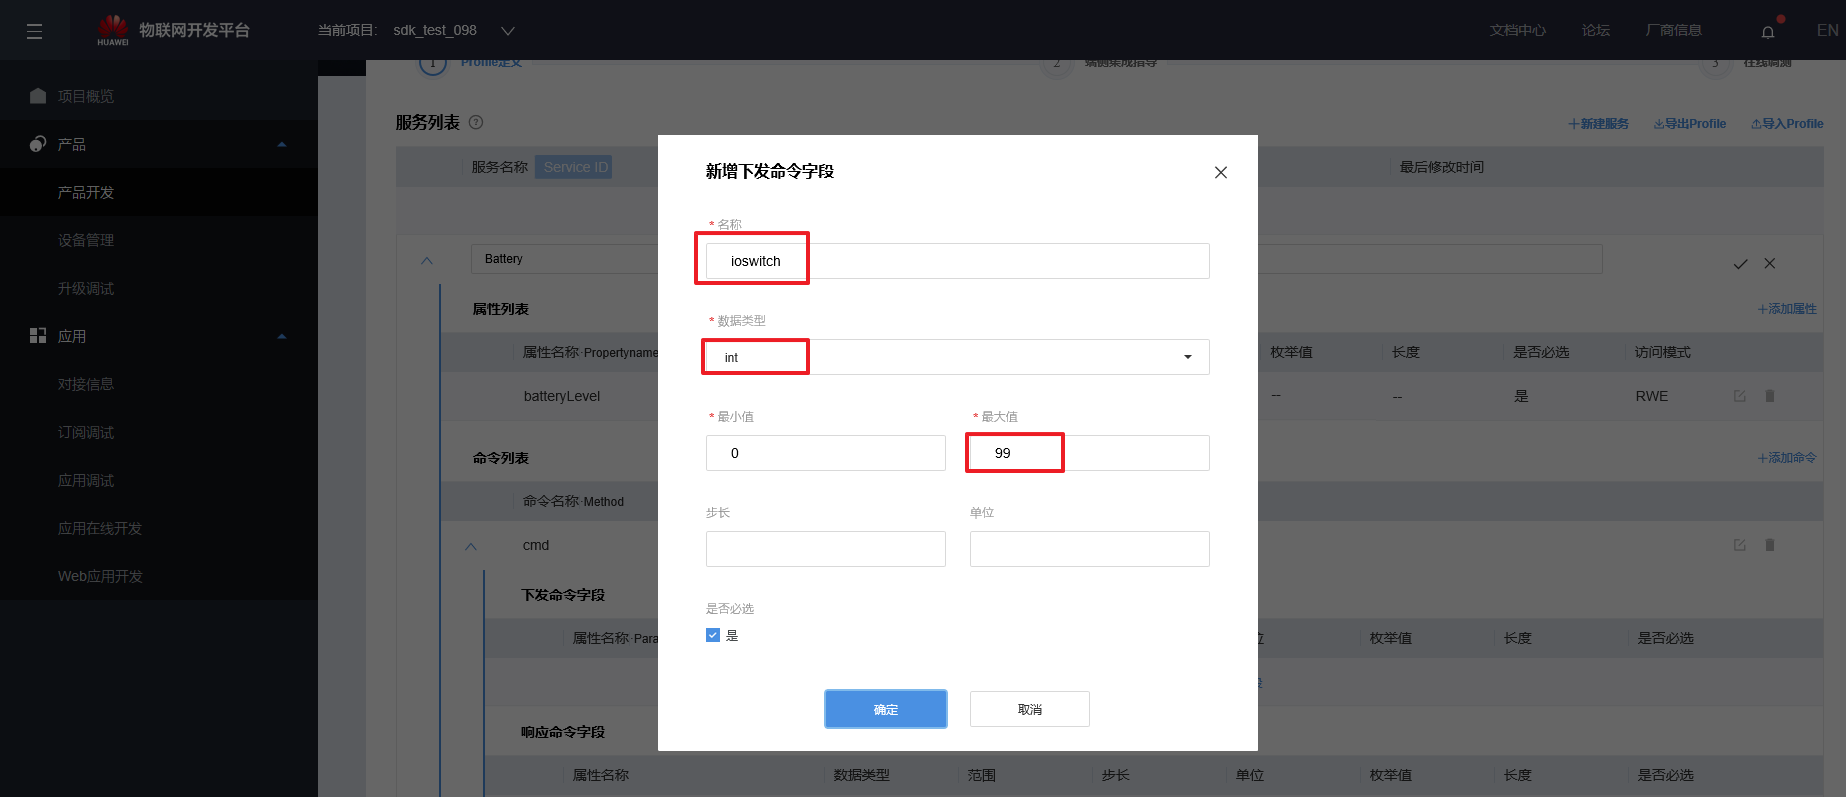 HUAWEI
物联网开发平台
当前项目: sdk_test_098
文档中心
论坛
厂商信息
EN
项目概览
产品
产品开发
设备管理
升级调试
应用
对接信息
订阅调试
应用调试
应用在线开发
Web应用开发
1 Profile定义
2 端侧集成指导
3 在线调测
服务列表
+新建服务 导出Profile 导入Profile
服务名称 Service ID 最后修改时间
Battery
属性列表
+添加属性
属性名称·Propertyname 枚举值 长度 是否必选 访问模式
batteryLevel -- -- 是 RWE
命令列表
+添加命令
命令名称·Method
cmd
下发命令字段
属性名称·Para 枚举值 长度 是否必选
响应命令字段
属性名称 数据类型 范围 步长 单位 枚举值 长度 是否必选
新增下发命令字段
* 名称
ioswitch
* 数据类型
int
* 最小值 * 最大值
0 99
步长 单位
是否必选
是
确定 取消